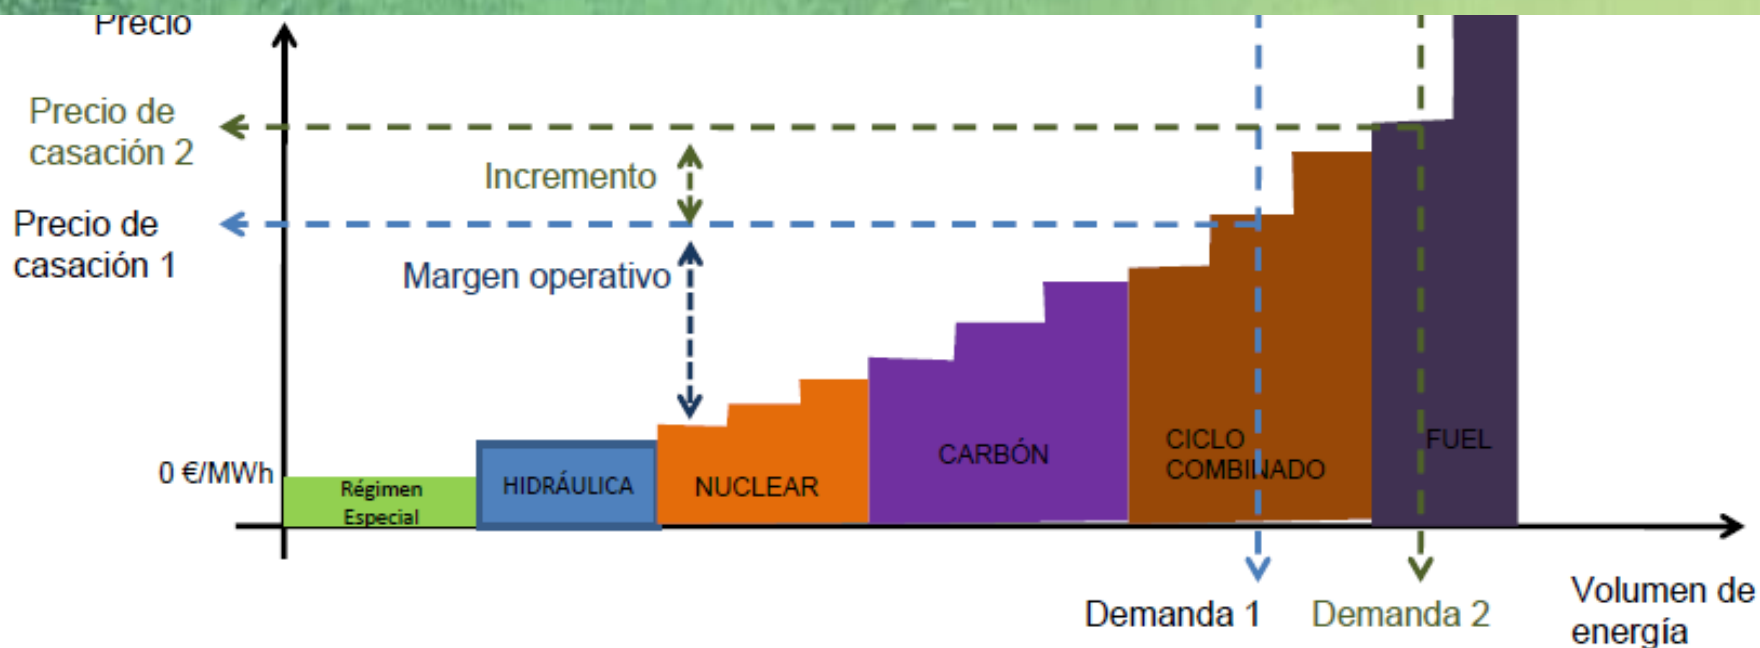 Precio
Precio de
casación 2
Incremento
Precio de
casación 1
Margen operativo
0 €/MWh
Régimen
Especial
HIDRÁULICA
NUCLEAR
CARBÓN
CICLO
COMBINADO
FUEL
Demanda 1
Demanda 2
Volumen de
energía